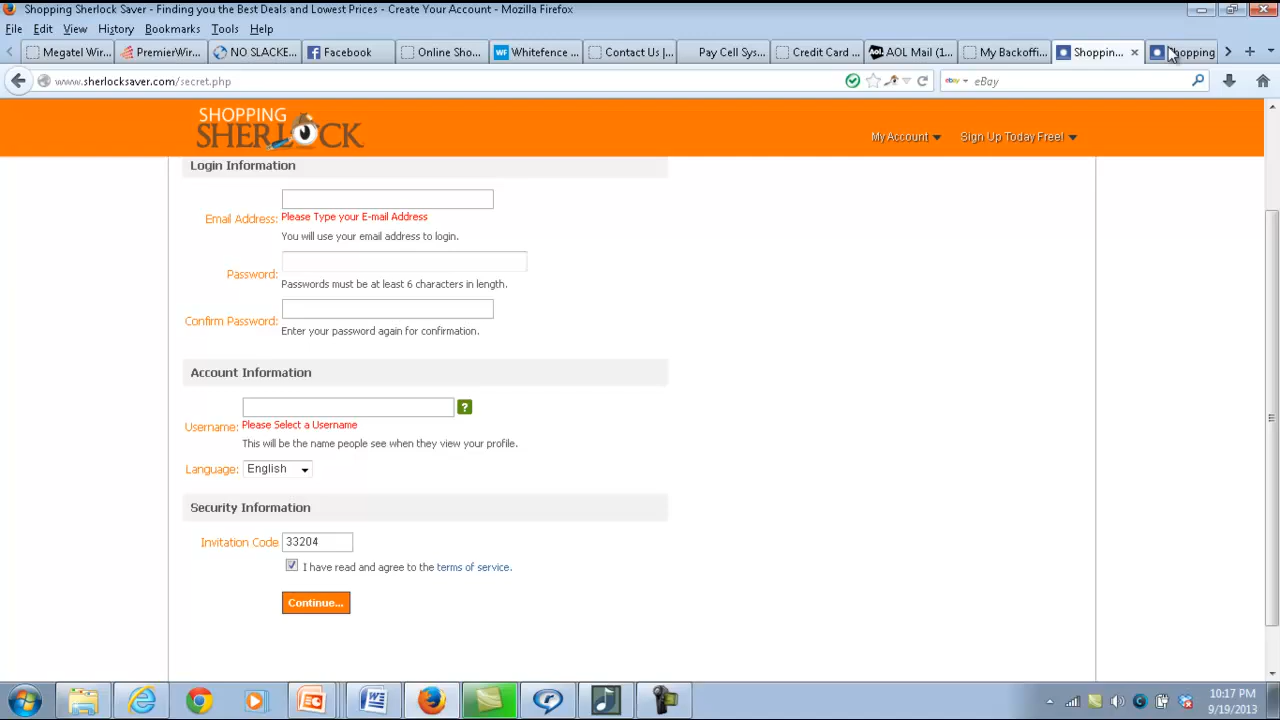 Shopping Sherlock Saver - Finding you the Best Deals and Lowest Prices - Create Your Account - Mozilla Firefox
File Edit View History Bookmarks Tools Help
Megatel Wir... PremierWir... NO SLACKE... Facebook Online Sho... Whitefence ... Contact Us |... Pay Cell Sys... Credit Card ... AOL Mail (1... My Backoffi... Shoppin... Shopping
www.sherlocksaver.com/secret.php eBay
SHOPPING
SHERLOCK
My Account Sign Up Today Free!
Login Information
Email Address:
Please Type your E-mail Address
You will use your email address to login.
Password:
Passwords must be at least 6 characters in length.
Confirm Password:
Enter your password again for confirmation.
Account Information
Username:
Please Select a Username
This will be the name people see when they view your profile.
Language: English
Security Information
Invitation Code 33204
I have read and agree to the terms of service.
Continue...
10:17 PM
9/19/2013